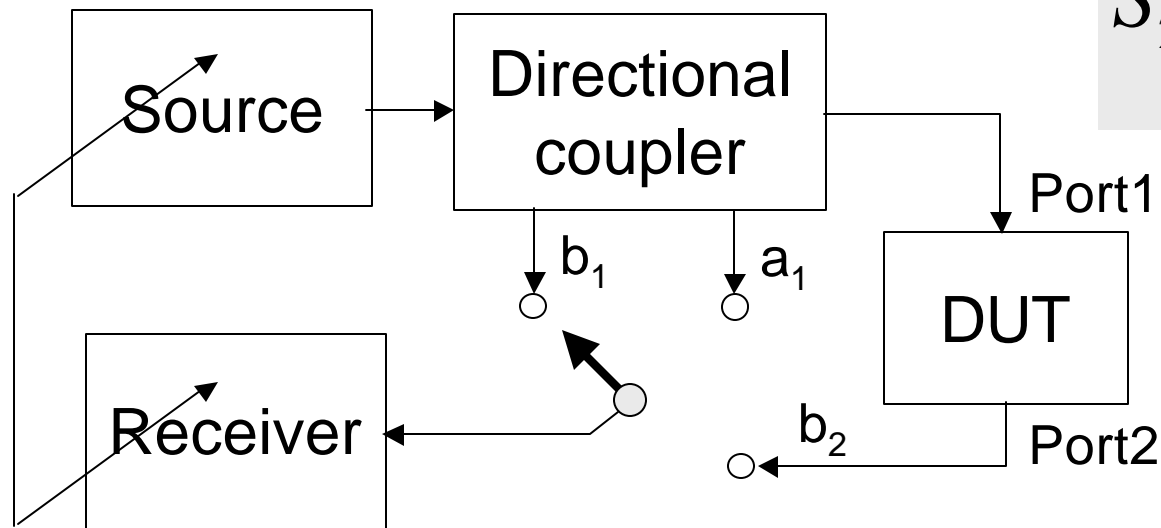 Source
Directional
coupler
Port1
b₁
a₁
DUT
Receiver
b₂
Port2